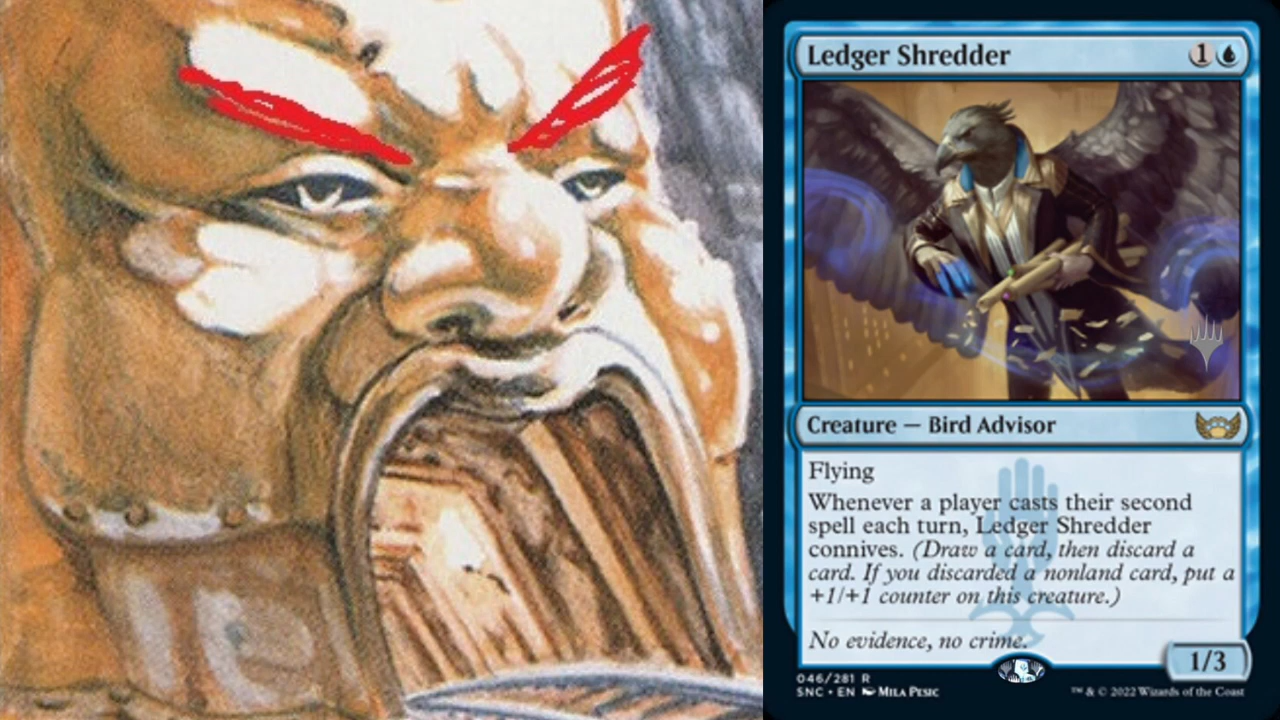 Ledger Shredder 1
Creature — Bird Advisor
Flying
Whenever a player casts their second
spell each turn, Ledger Shredder
connives. (Draw a card, then discard a
card. If you discarded a nonland card, put a
+1/+1 counter on this creature.)
No evidence, no crime.
1/3
046/281 R
SNC • EN MILA PESIC
™ & © 2022 Wizards of the Coast